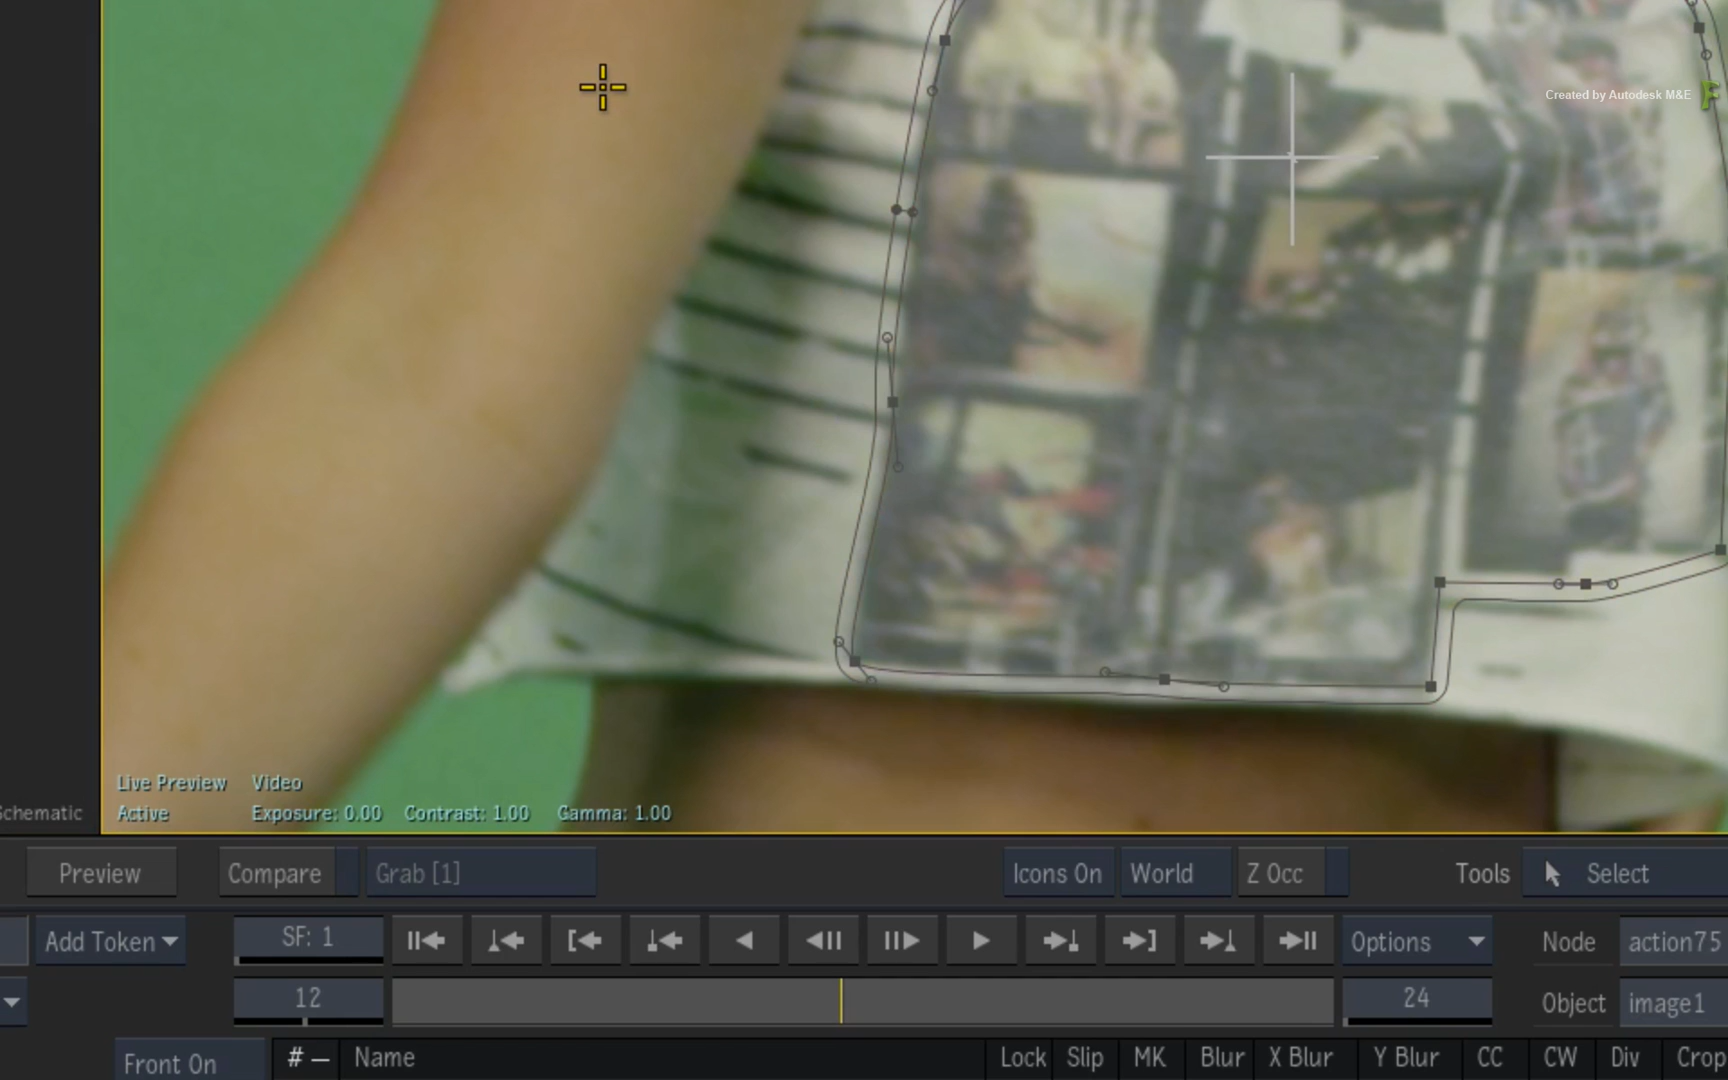 Created by Autodesk M&E
Live Preview Video
Active Exposure: 0.00 Contrast: 1.00 Gamma: 1.00
Schematic
Preview Compare Grab [1] Icons On World Z Occ Tools Select
Add Token SF: 1 Options Node action75
12 24 Object image1
Front On # Name Lock Slip MK Blur X Blur Y Blur CC CW Div Crop